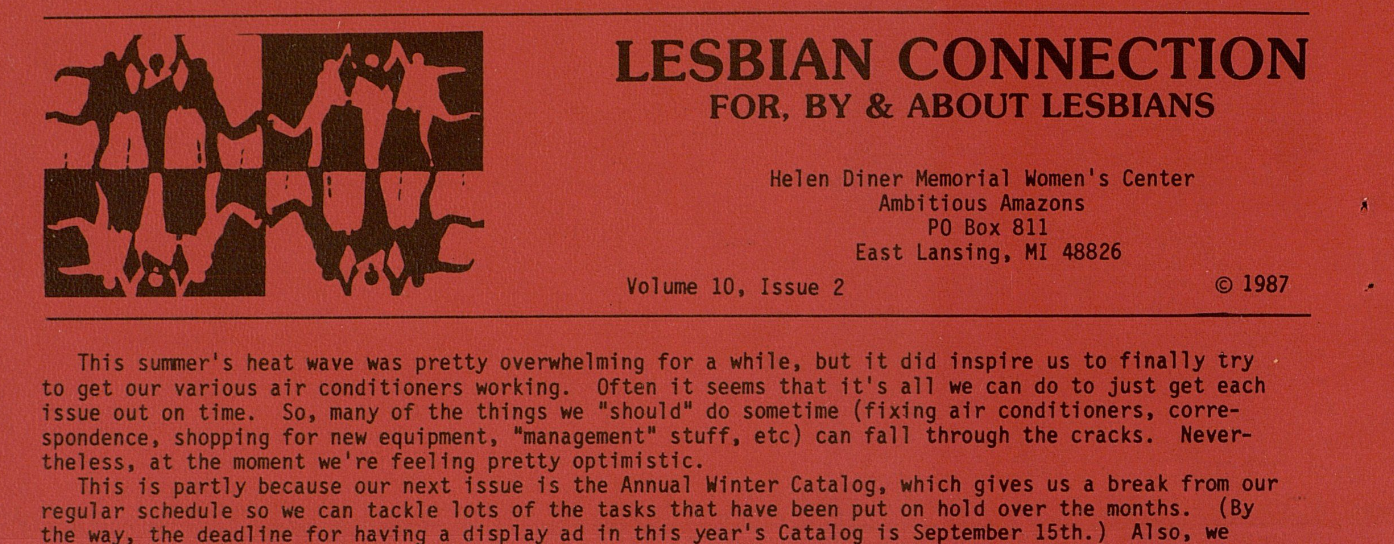 LESBIAN CONNECTION
FOR, BY & ABOUT LESBIANS
Helen Diner Memorial Women's Center
Ambitious Amazons
PO Box 811
East Lansing, MI 48826
Volume 10, Issue 2
© 1987
This summer's heat wave was pretty overwhelming for a while, but it did inspire us to finally try
to get our various air conditioners working. Often it seems that it's all we can do to just get each
issue out on time. So, many of the things we "should" do sometime (fixing air conditioners, corre-
spondence, shopping for new equipment, "management" stuff, etc) can fall through the cracks. Never-
theless, at the moment we're feeling pretty optimistic.
This is partly because our next issue is the Annual Winter Catalog, which gives us a break from our
regular schedule so we can tackle lots of the tasks that have been put on hold over the months. (By
the way, the deadline for having a display ad in this year's Catalog is September 15th.) Also, we